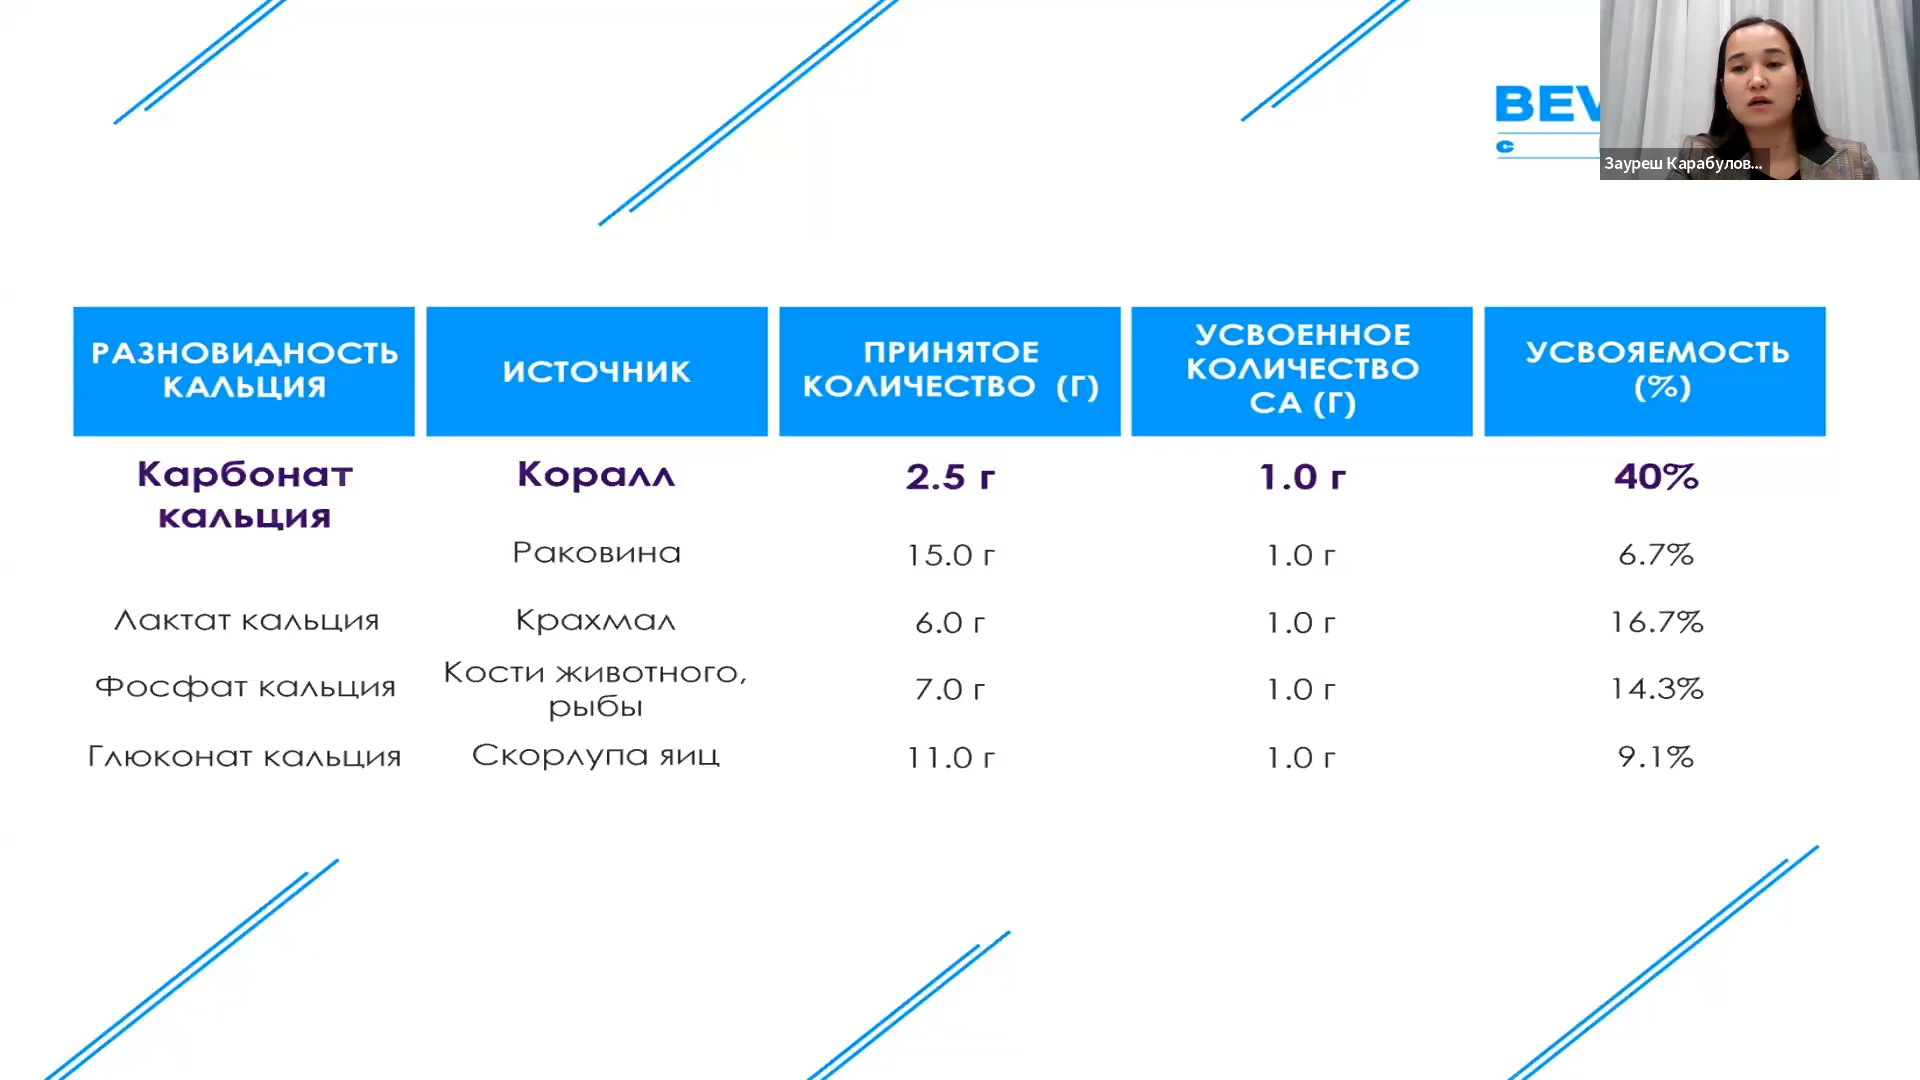 BEV
C
Зауреш Карабулов...
РАЗНОВИДНОСТЬ
КАЛЬЦИЯ
ИСТОЧНИК
ПРИНЯТОЕ
КОЛИЧЕСТВО (Г)
УСВОЕННОЕ
КОЛИЧЕСТВО
СА (Г)
УСВОЯЕМОСТЬ
(%)
Карбонат
кальция
Коралл
2.5 г
1.0 г
40%
Раковина
15.0 г
1.0 г
6.7%
Лактат кальция
Крахмал
6.0 г
1.0 г
16.7%
Фосфат кальция
Кости животного,
рыбы
7.0 г
1.0 г
14.3%
Глюконат кальция
Скорлупа яиц
11.0 г
1.0 г
9.1%